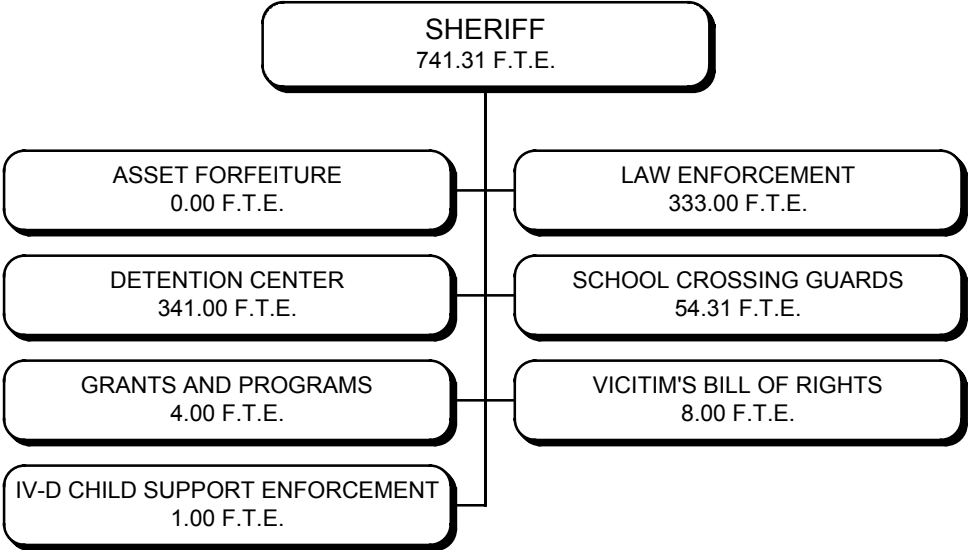 SHERIFF
741.31 F.T.E.
ASSET FORFEITURE
0.00 F.T.E.
LAW ENFORCEMENT
333.00 F.T.E.
DETENTION CENTER
341.00 F.T.E.
SCHOOL CROSSING GUARDS
54.31 F.T.E.
GRANTS AND PROGRAMS
4.00 F.T.E.
VICITIM'S BILL OF RIGHTS
8.00 F.T.E.
IV-D CHILD SUPPORT ENFORCEMENT
1.00 F.T.E.